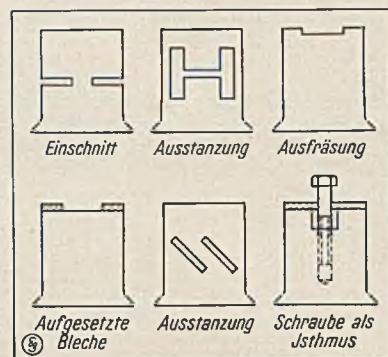 Einschnitt
Ausstanzung
Ausfräsung
Aufgesetzte
Bleche
Ausstanzung
Schraube als
Jsthmus